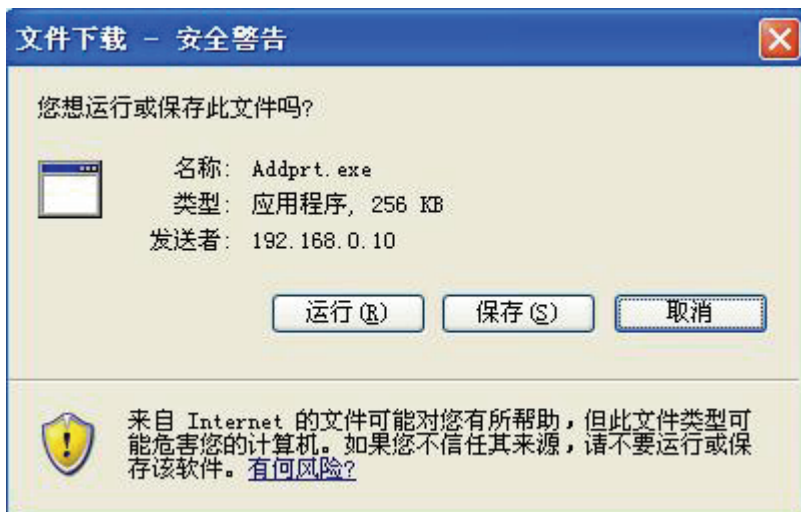 文件下载 - 安全警告
您想运行或保存此文件吗?
名称: Addprt.exe
类型: 应用程序, 256 KB
发送者: 192.168.0.10
运行(R) 保存(S) 取消
来自 Internet 的文件可能对您有所帮助，但此文件类型可
能危害您的计算机。如果您不信任其来源，请不要运行或保
存该软件。有何风险?